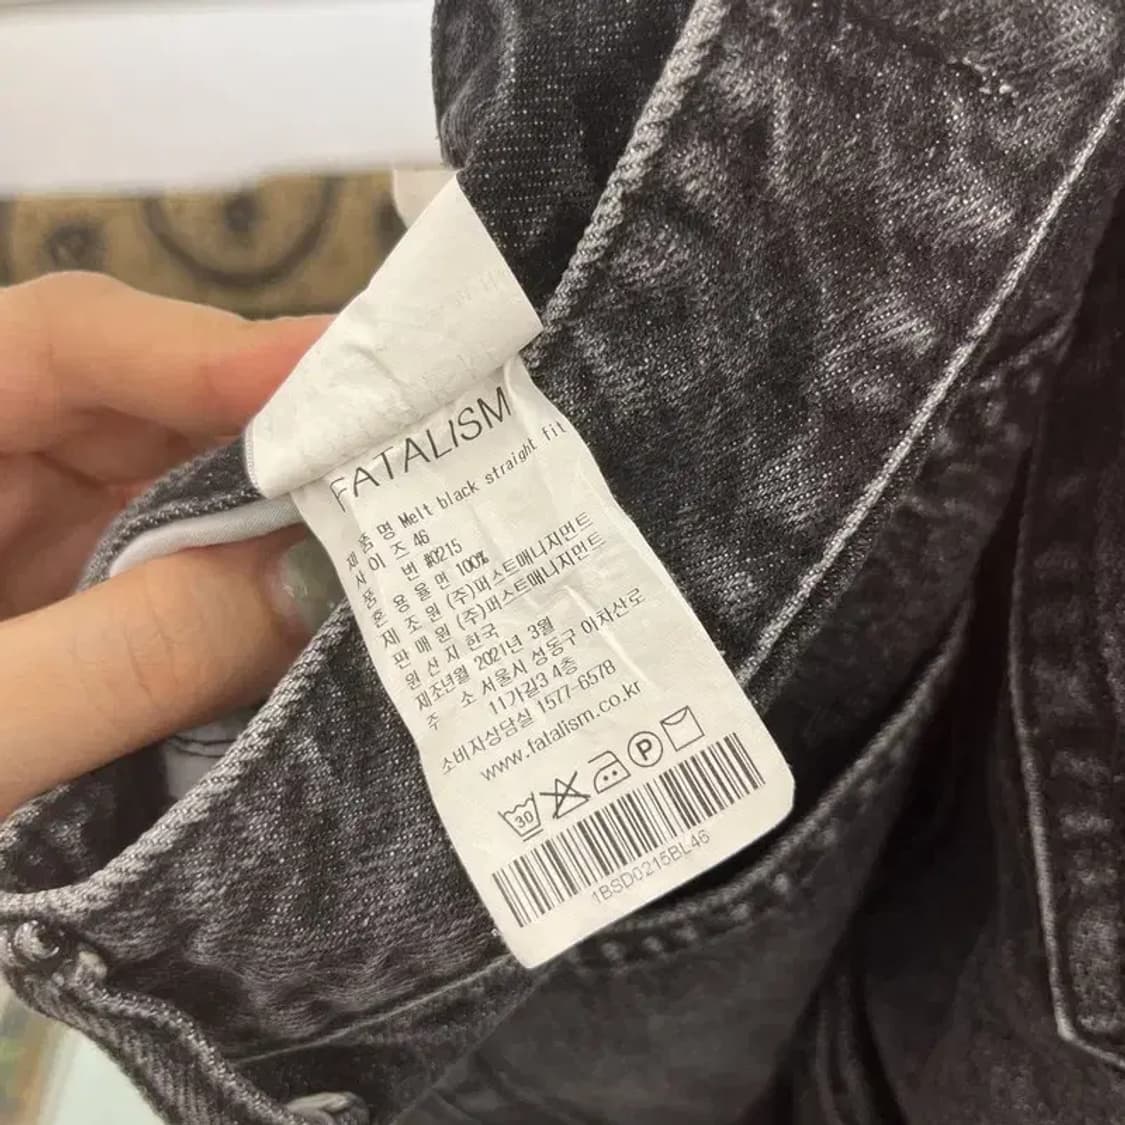 FATALISM
제품명 Melt black straight fit
사이즈 46
품 번 #0215
혼용율 면 100%
제조원 (주)퍼스트매니지먼트
판매원 (주)퍼스트매니지먼트
원산지 한국
제조년월 2021년 3월
주 소 서울시 성동구 아차산로
11가길3 4층
소비자상담실 1577-6578
www.fatalism.co.kr
30 P
1BSD0215BL46